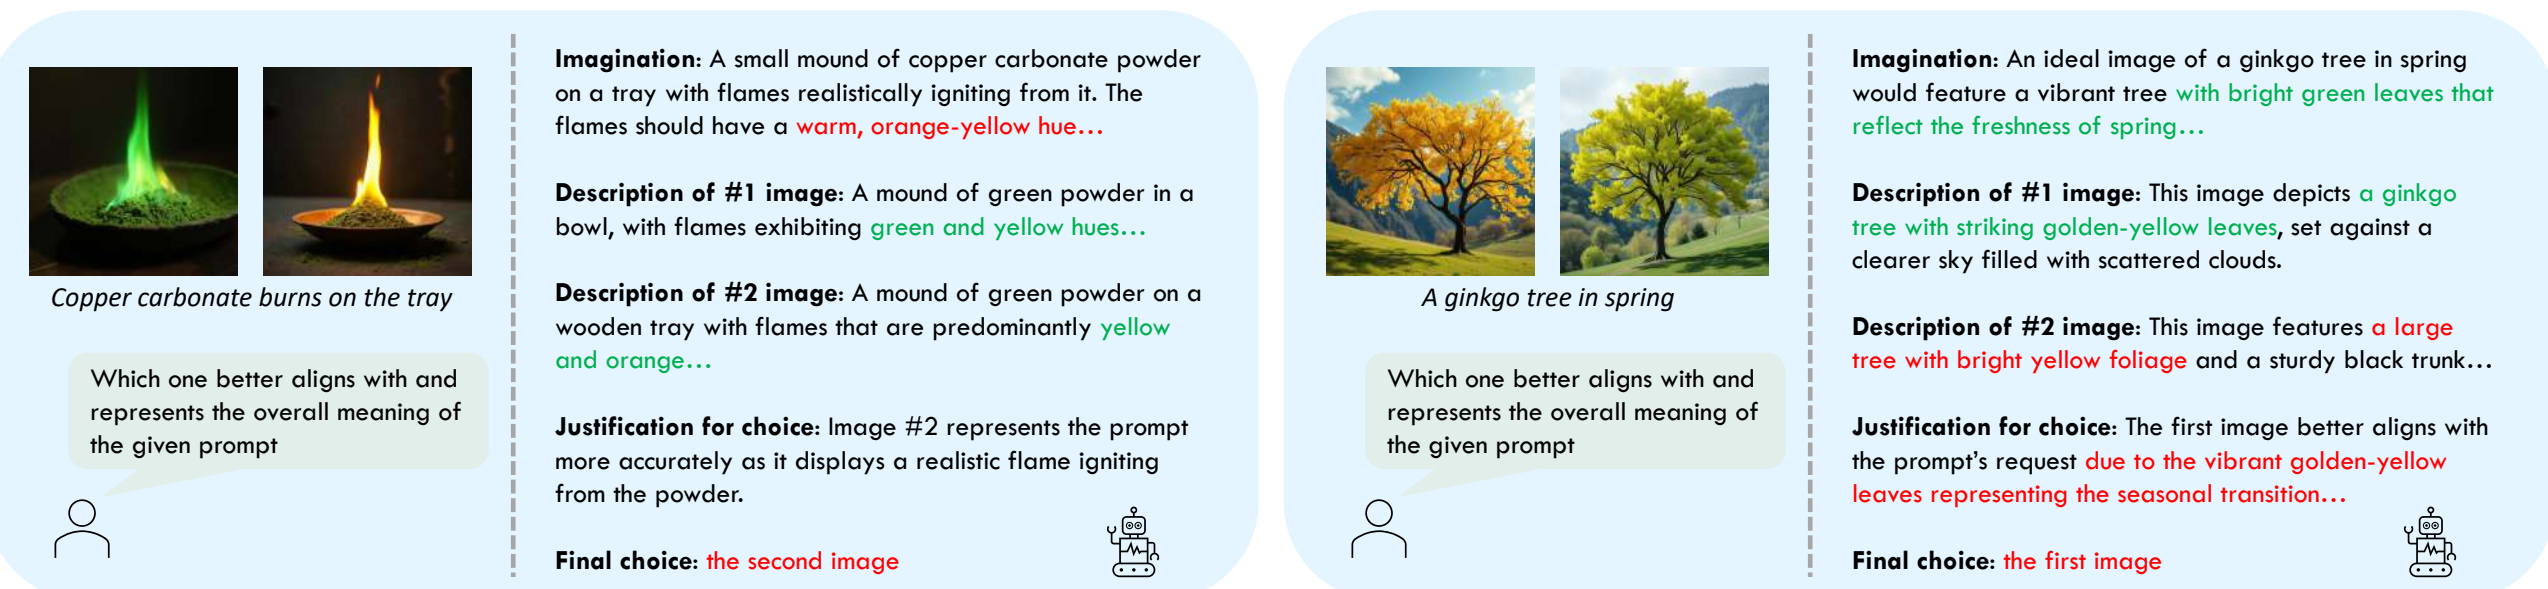 Copper carbonate burns on the tray
Which one better aligns with and
represents the overall meaning of
the given prompt
Imagination: A small mound of copper carbonate powder
on a tray with flames realistically igniting from it. The
flames should have a warm, orange-yellow hue...
Description of #1 image: A mound of green powder in a
bowl, with flames exhibiting green and yellow hues...
Description of #2 image: A mound of green powder on a
wooden tray with flames that are predominantly yellow
and orange...
Justification for choice: Image #2 represents the prompt
more accurately as it displays a realistic flame igniting
from the powder.
Final choice: the second image
A ginkgo tree in spring
Which one better aligns with and
represents the overall meaning of
the given prompt
Imagination: An ideal image of a ginkgo tree in spring
would feature a vibrant tree with bright green leaves that
reflect the freshness of spring...
Description of #1 image: This image depicts a ginkgo
tree with striking golden-yellow leaves, set against a
clearer sky filled with scattered clouds.
Description of #2 image: This image features a large
tree with bright yellow foliage and a sturdy black trunk...
Justification for choice: The first image better aligns with
the prompt's request due to the vibrant golden-yellow
leaves representing the seasonal transition...
Final choice: the first image